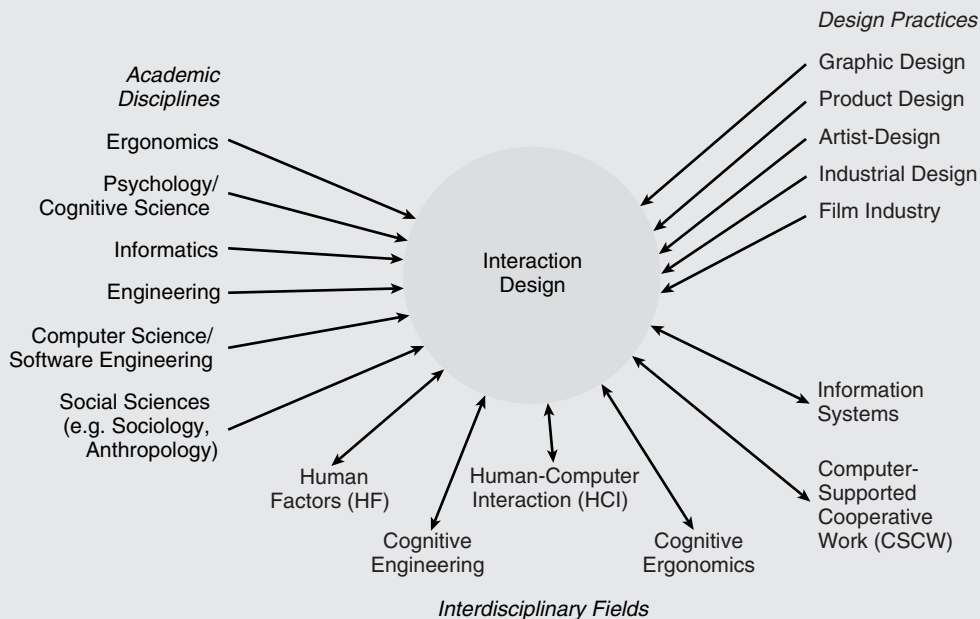 Academic
Disciplines
Ergonomics
Psychology/
Cognitive Science
Informatics
Engineering
Computer Science/
Software Engineering
Social Sciences
(e.g. Sociology,
Anthropology)
Interaction
Design
Design Practices
Graphic Design
Product Design
Artist-Design
Industrial Design
Film Industry
Human
Factors (HF)
Cognitive
Engineering
Human-Computer
Interaction (HCI)
Cognitive
Ergonomics
Information
Systems
Computer-
Supported
Cooperative
Work (CSCW)
Interdisciplinary Fields